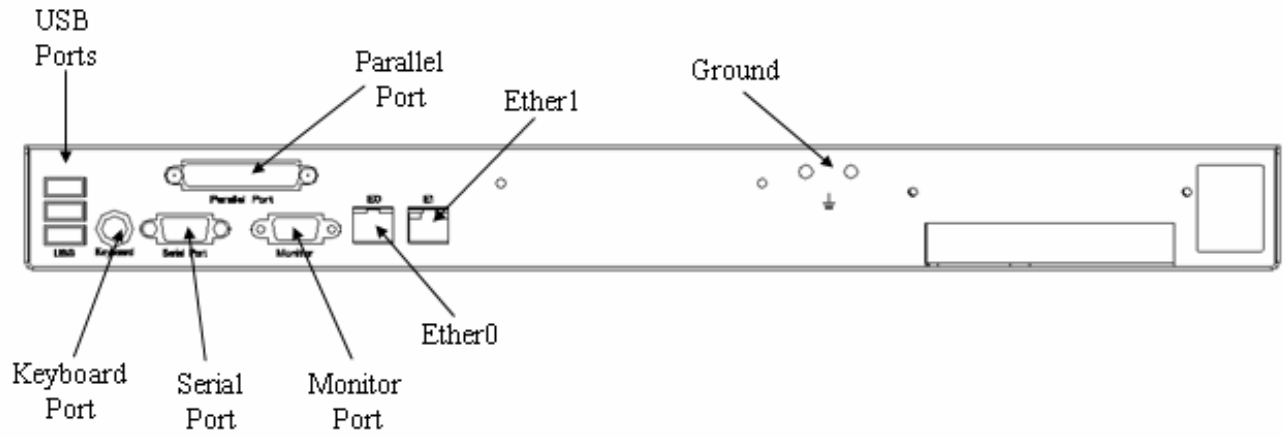 USB
Ports
Parallel
Port
Ether1
Ground
Parallel Port
E0
E1
USB
Keyboard
Serial Port
Monitor
Ether0
Keyboard
Port
Serial
Port
Monitor
Port